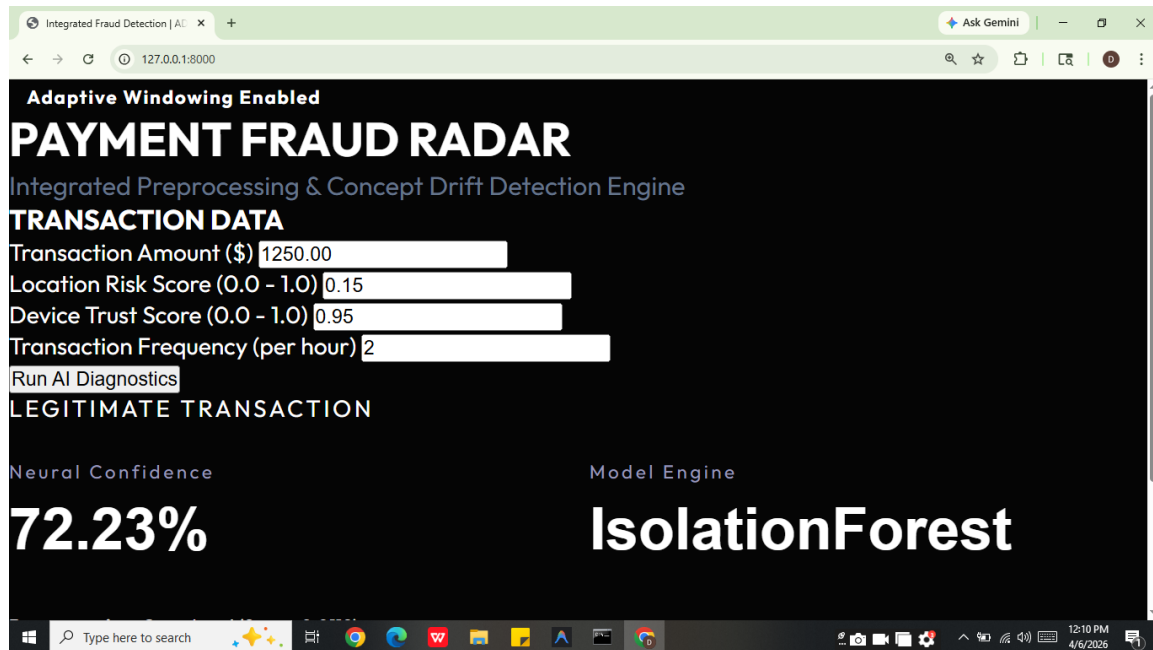 Integrated Fraud Detection | AD
Ask Gemini
127.0.0.1:8000
D
Adaptive Windowing Enabled
PAYMENT FRAUD RADAR
Integrated Preprocessing & Concept Drift Detection Engine
TRANSACTION DATA
Transaction Amount ($) 1250.00
Location Risk Score (0.0 - 1.0) 0.15
Device Trust Score (0.0 - 1.0) 0.95
Transaction Frequency (per hour) 2
Run AI Diagnostics
LEGITIMATE TRANSACTION
Neural Confidence Model Engine
72.23% IsolationForest
Type here to search
12:10 PM
4/6/2026